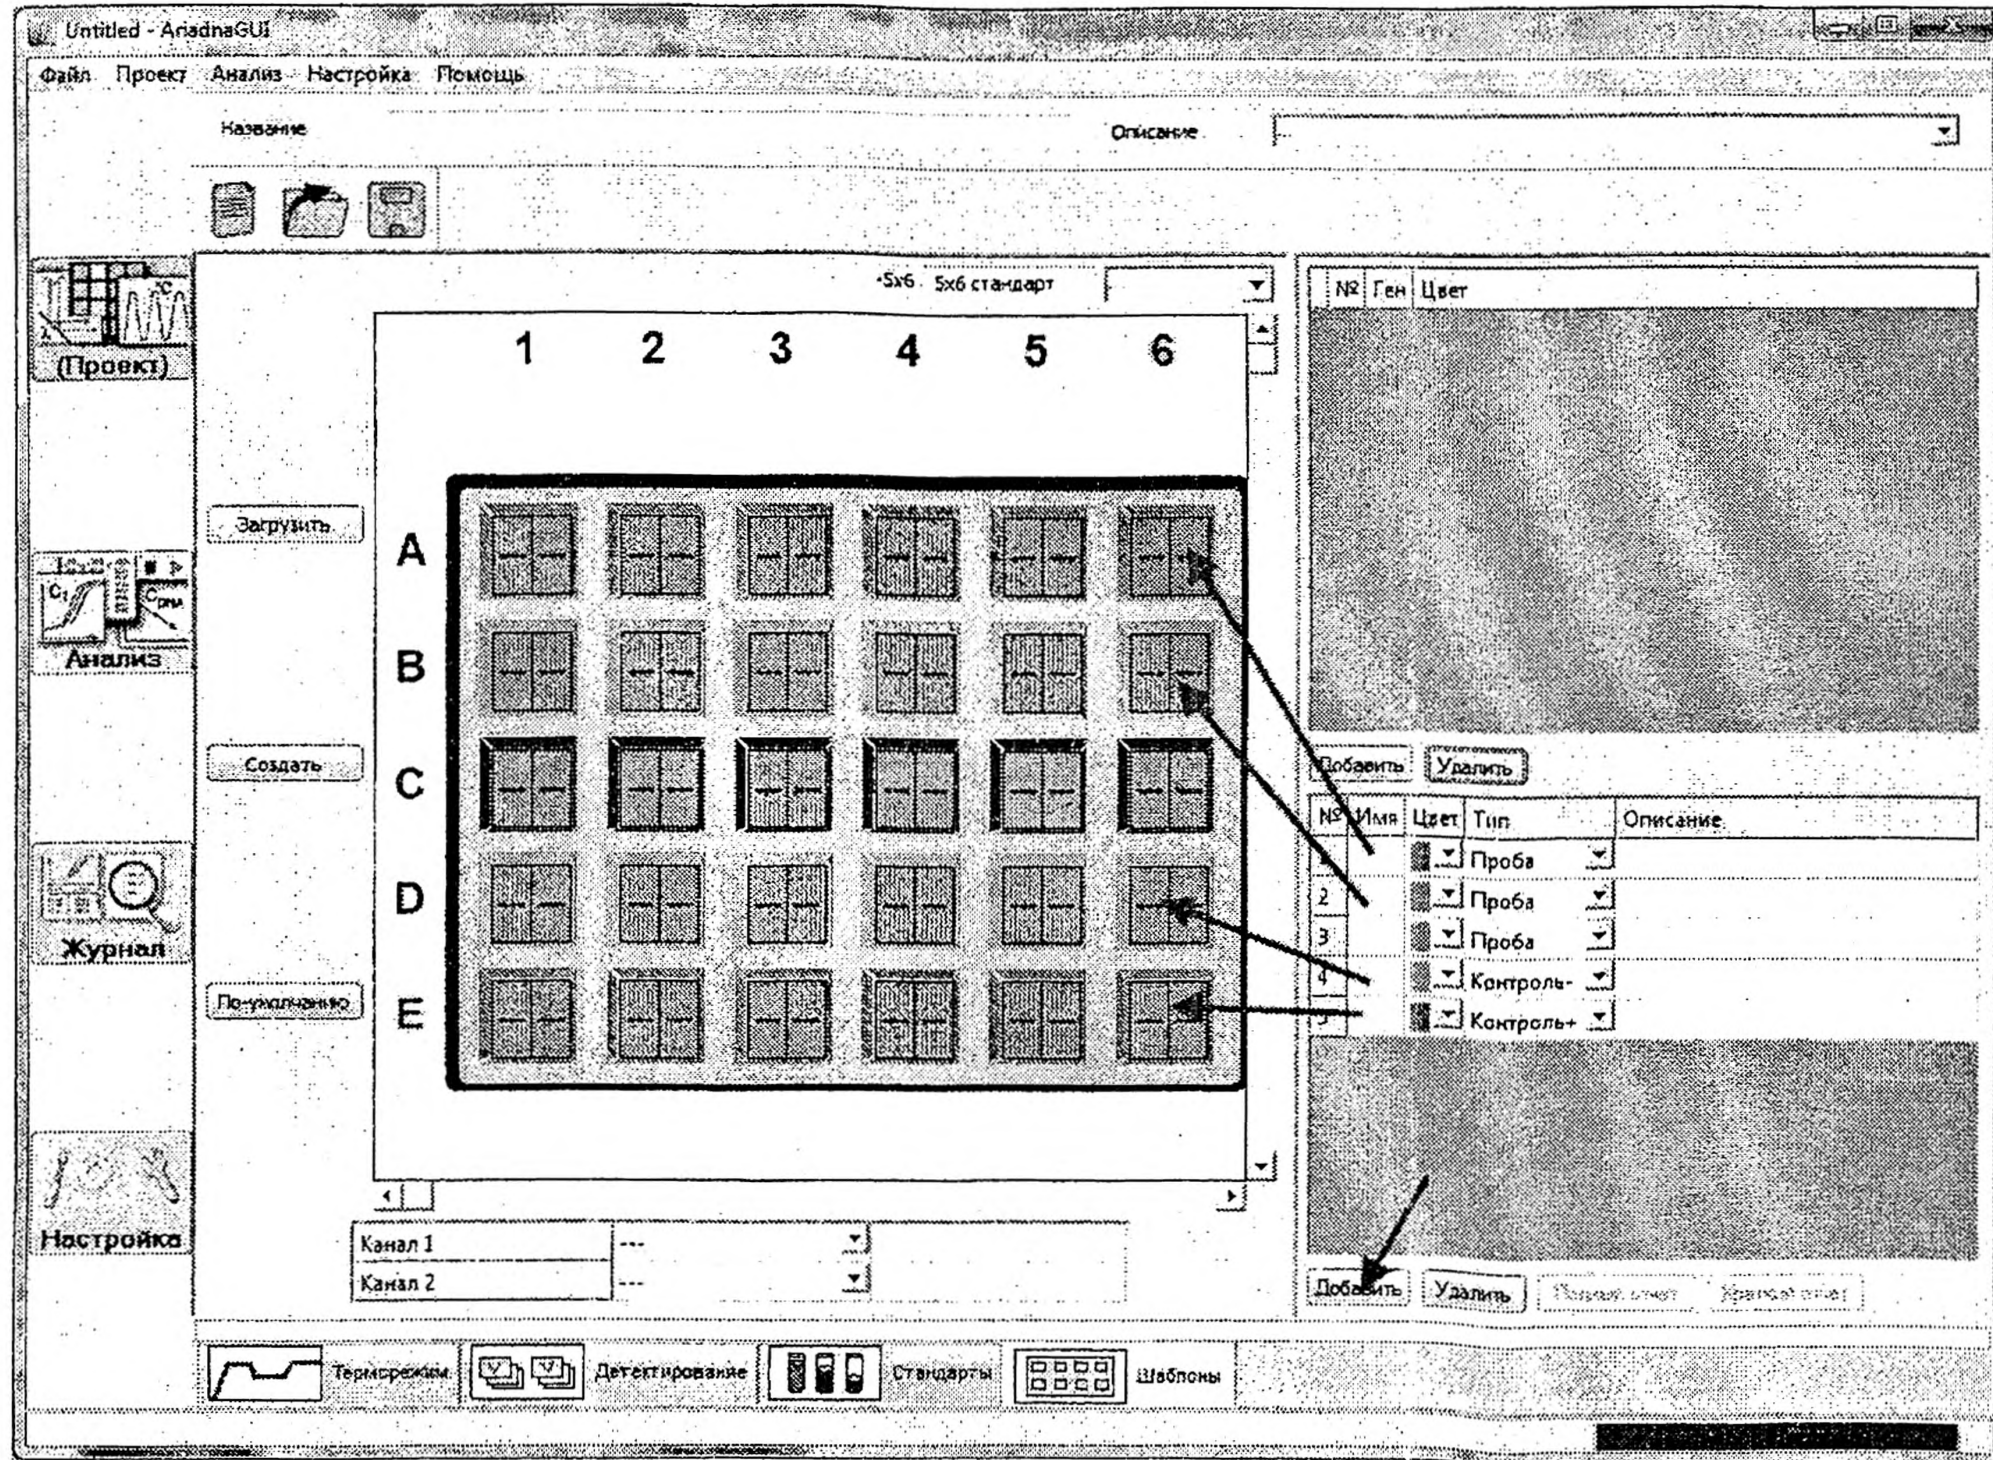 Untitled - AriadnaGUI
Файл Проект Анализ Настройка Помощь
Название Описание
-5x6 5x6 стандарт
№ Ген Цвет
(Проект)
1 2 3 4 5 6
Загрузить
A
Анализ
B
Создать
C
Добавить Удалить
№ Имя Цвет Тип Описание
Проба
2 Проба
3 Проба
4 Контроль-
Контроль+
Журнал
D
По-умолчанию
E
Настройка
Канал 1 ---
Канал 2 ---
Добавить Удалить
Терморежим Детектирование Стандарты Шаблоны